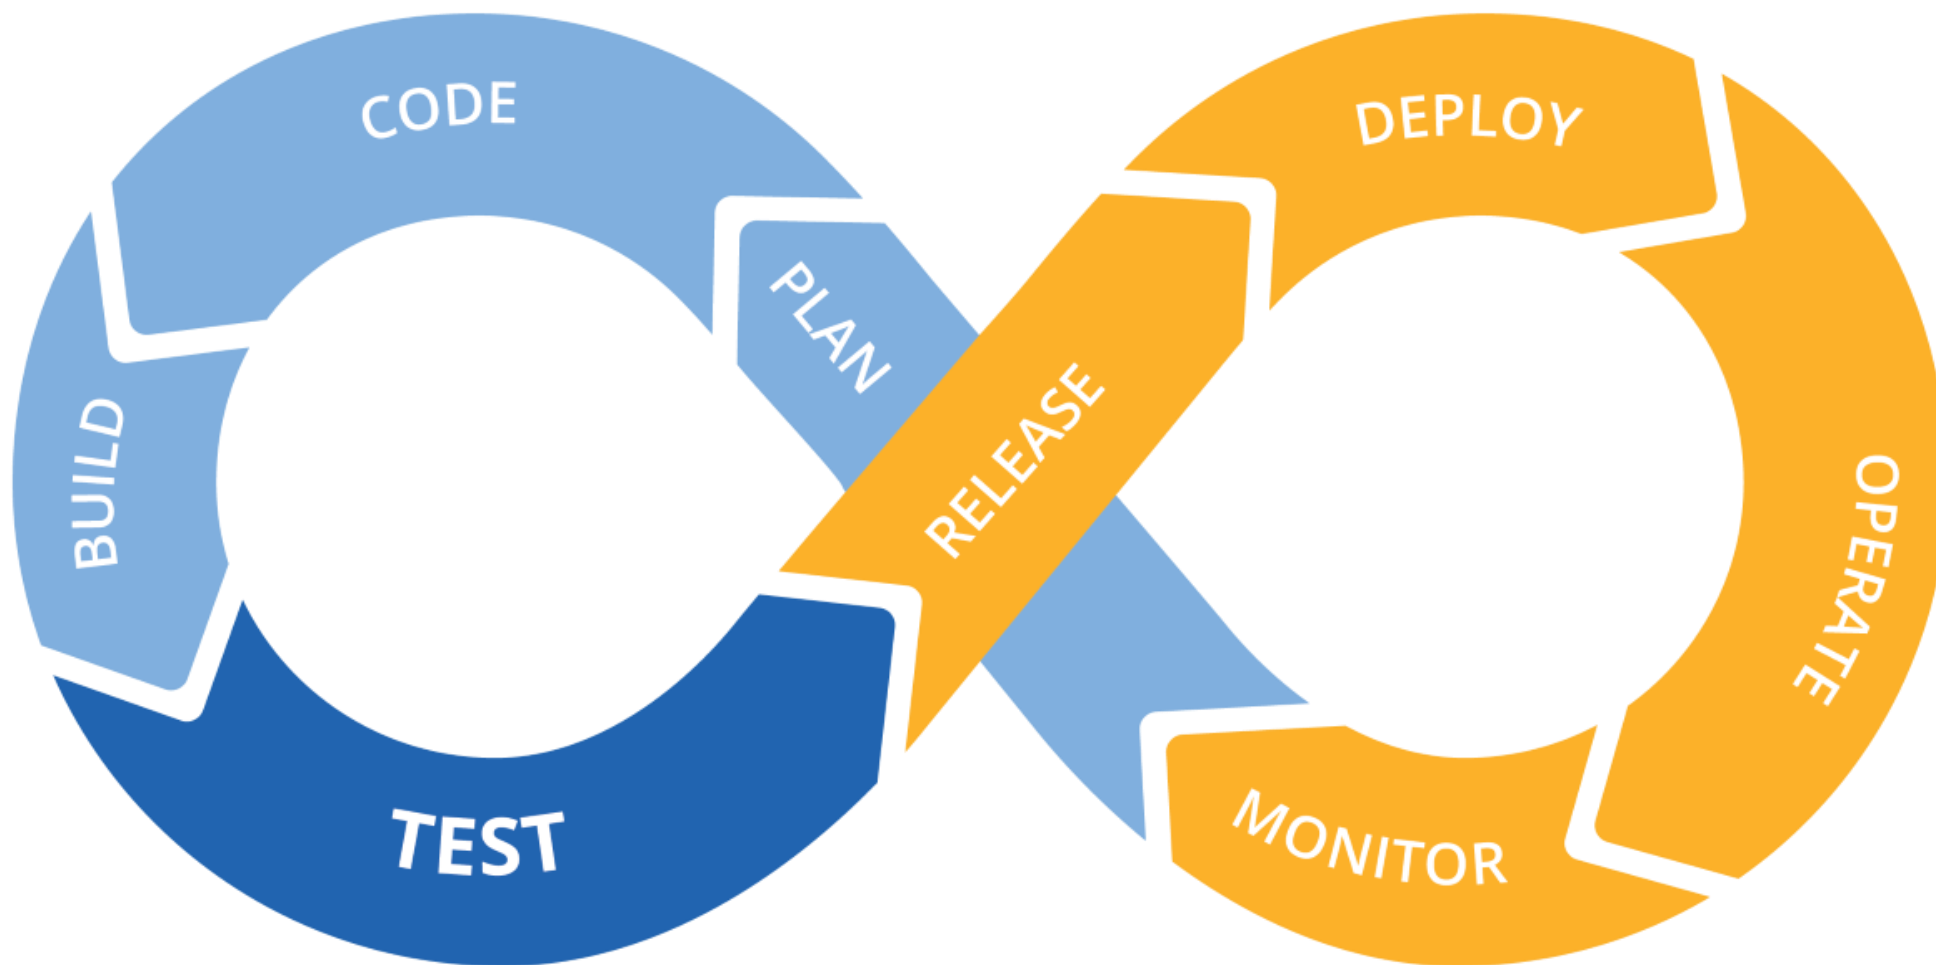 CODE
DEPLOY
PLAN
RELEASE
BUILD
OPERATE
TEST
MONITOR